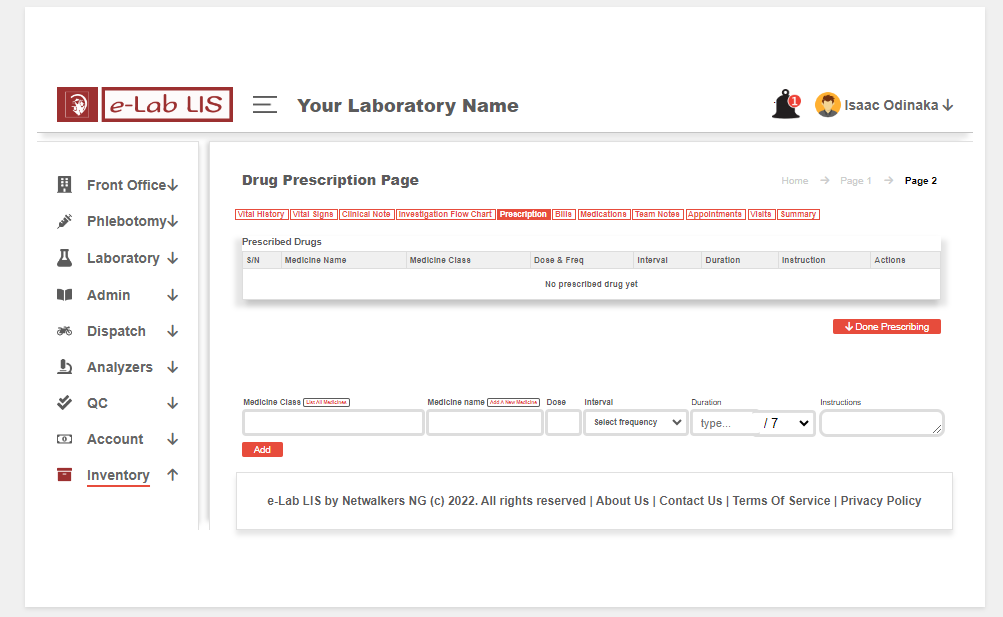 e-Lab LIS
Your Laboratory Name
1
Isaac Odinaka
Front Office
Phlebotomy
Laboratory
Admin
Dispatch
Analyzers
QC
Account
Inventory
Drug Prescription Page
Home Page 1 Page 2
Vital History Vital Signs Clinical Note Investigation Flow Chart Prescription Bills Medications Team Notes Appointments Visits Summary
Prescribed Drugs
S/N Medicine Name Medicine Class Dose & Freq Interval Duration Instruction Actions
No prescribed drug yet
Done Prescribing
Medicine Class List All Medicines Medicine name Add A New Medicine Dose Interval Duration Instructions
Select frequency type... / 7
Add
e-Lab LIS by Netwalkers NG (c) 2022. All rights reserved | About Us | Contact Us | Terms Of Service | Privacy Policy